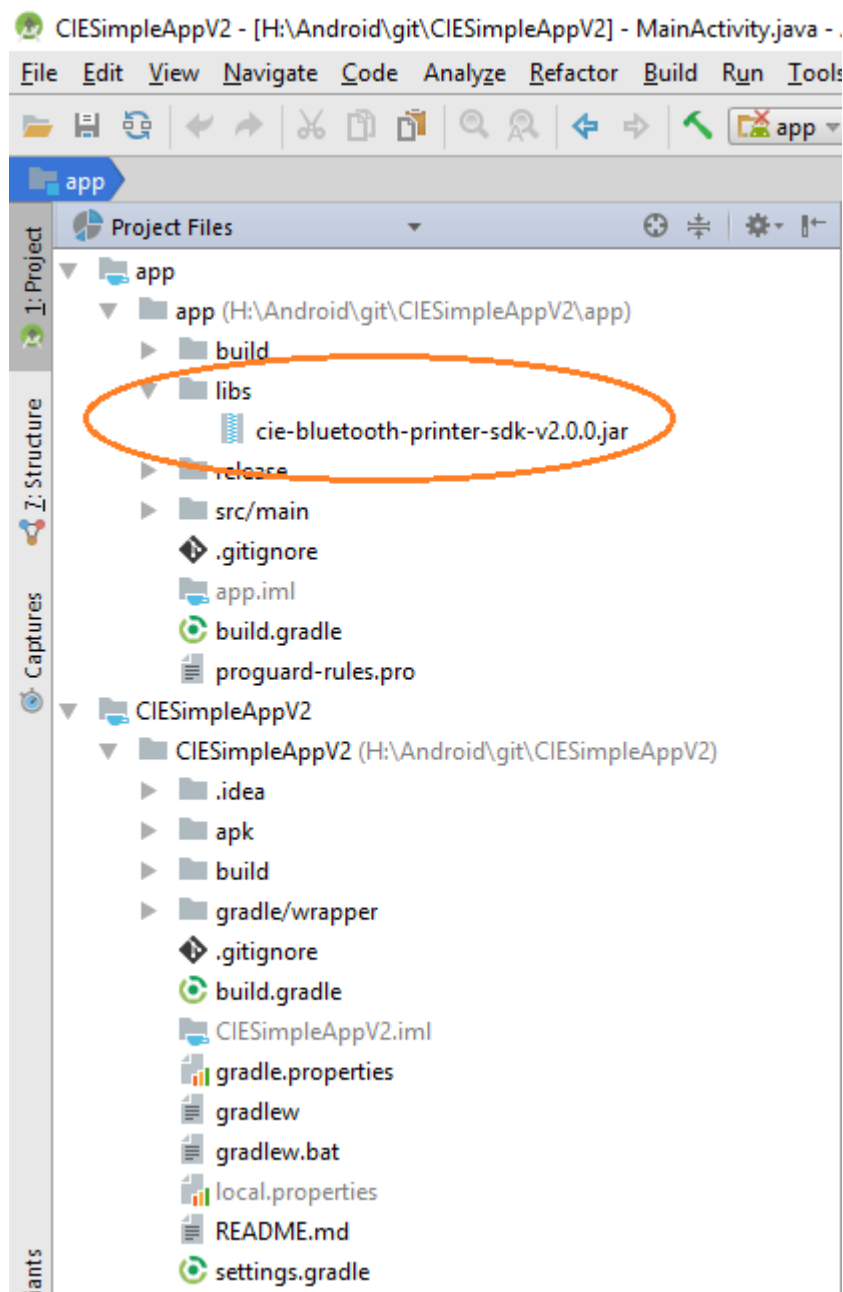 CIESimpleAppV2 - [H:\Android\git\CIESimpleAppV2] - MainActivity.java - .
File Edit View Navigate Code Analyze Refactor Build Run Tools
app
app
Project Files
1: Project
app
app (H:\Android\git\CIESimpleAppV2\app)
build
libs
cie-bluetooth-printer-sdk-v2.0.0.jar
release
src/main
.gitignore
app.iml
build.gradle
proguard-rules.pro
7: Structure
Captures
CIESimpleAppV2
CIESimpleAppV2 (H:\Android\git\CIESimpleAppV2)
.idea
apk
build
gradle/wrapper
.gitignore
build.gradle
CIESimpleAppV2.iml
gradle.properties
gradlew
gradlew.bat
local.properties
README.md
settings.gradle
iants